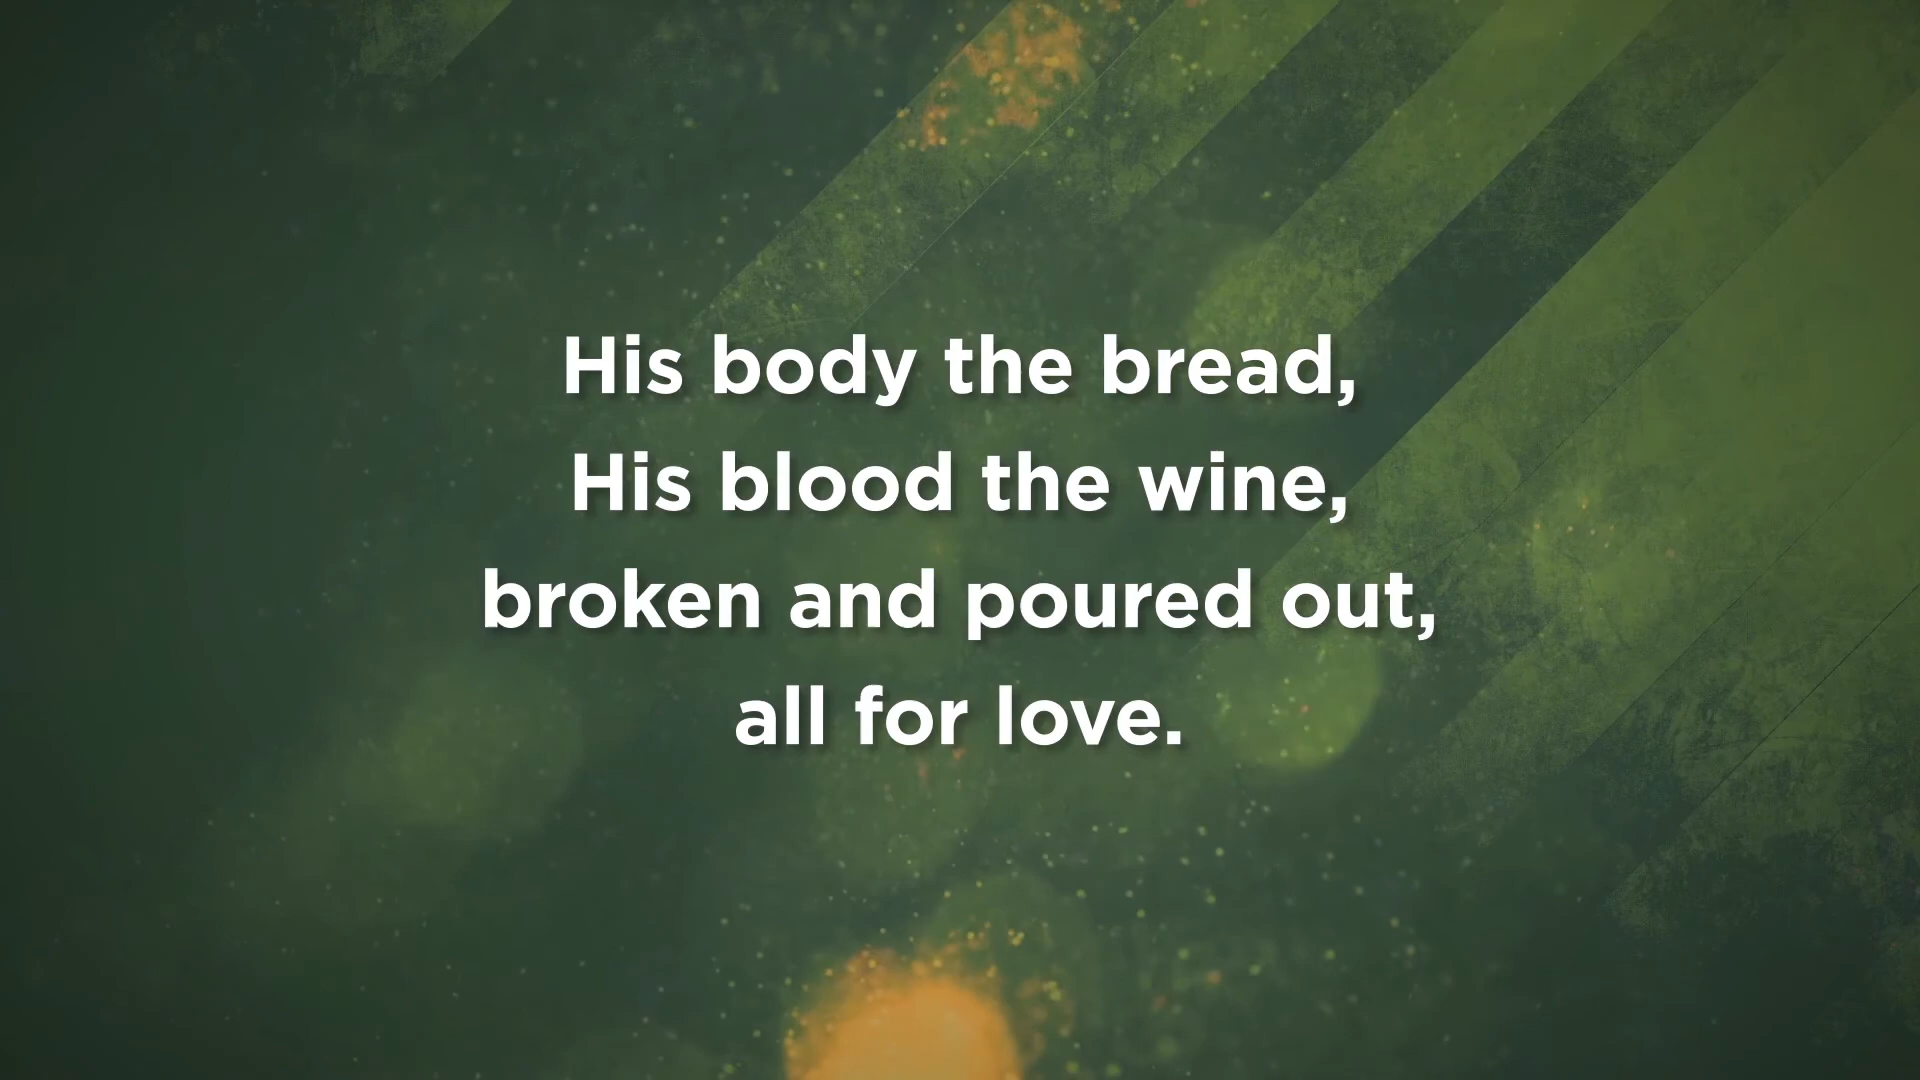 His body the bread,
His blood the wine,
broken and poured out,
all for love.